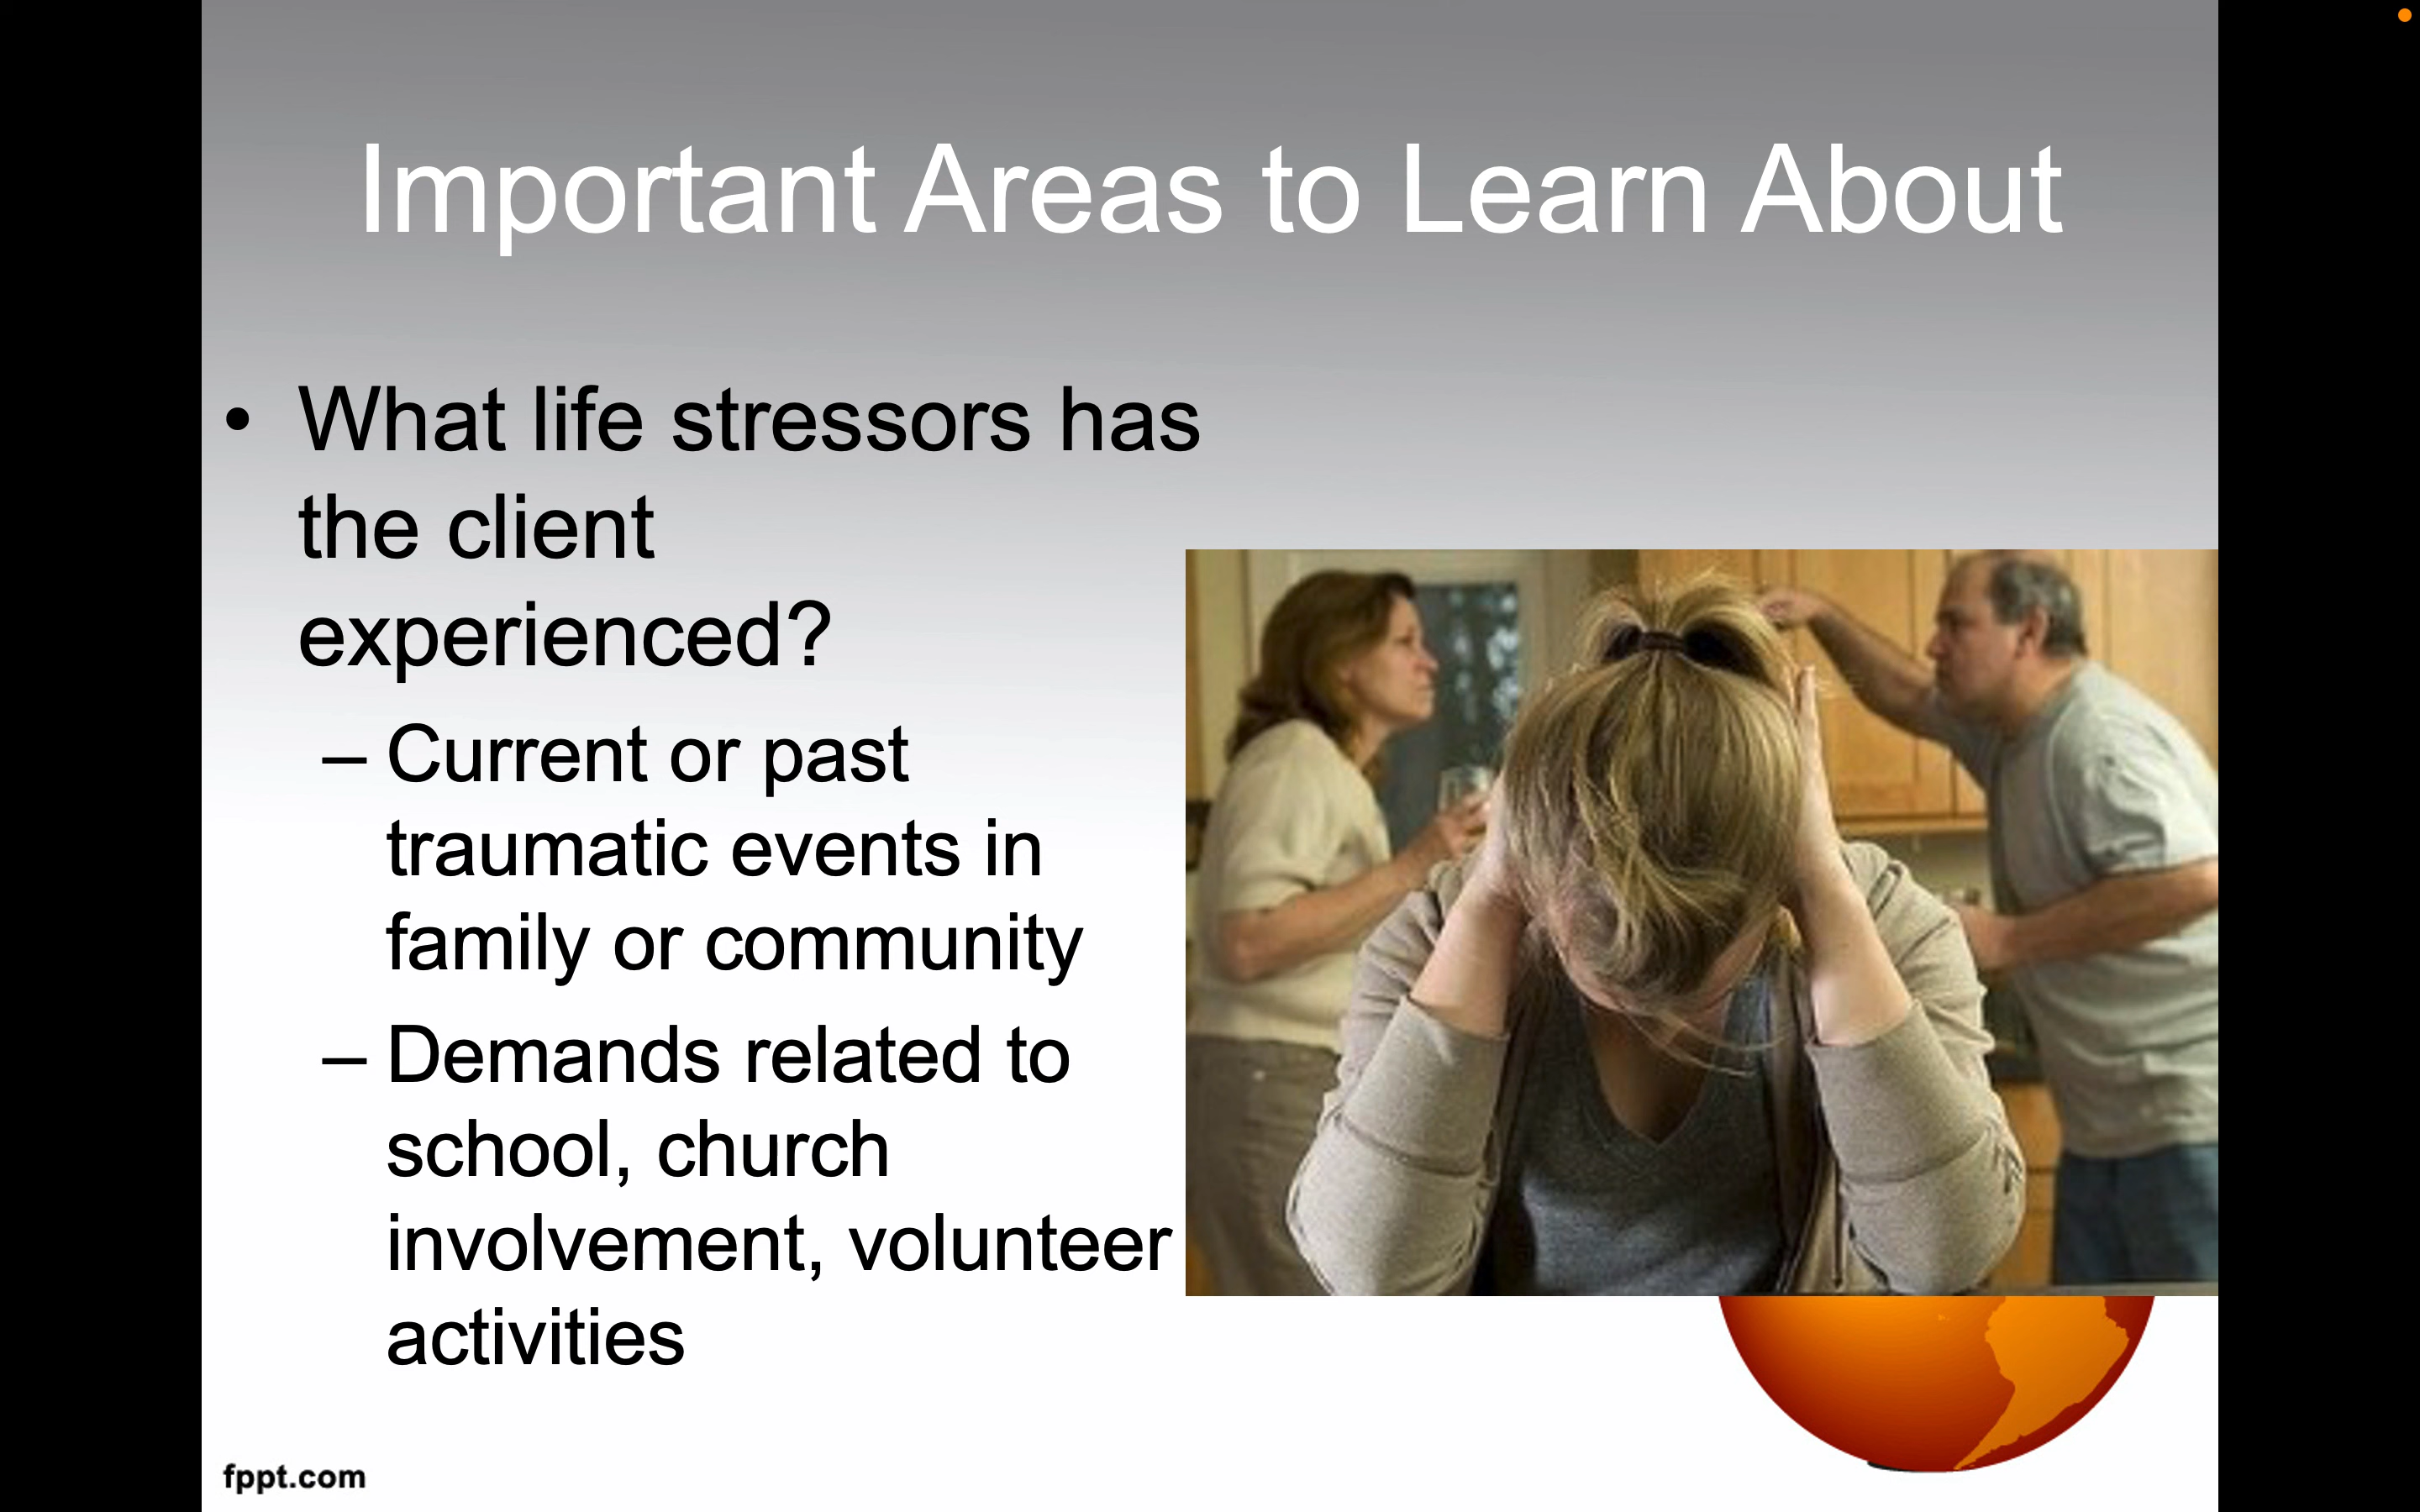 Important Areas to Learn About
• What life stressors has
the client
experienced?
– Current or past
traumatic events in
family or community
– Demands related to
school, church
involvement, volunteer
activities
fppt.com